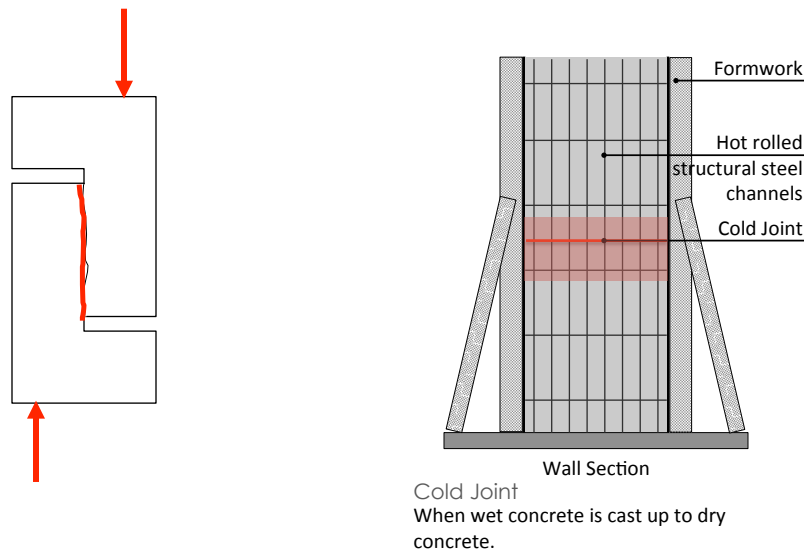 Formwork
Hot rolled
structural steel
channels
Cold Joint
Wall Section
Cold Joint
When wet concrete is cast up to dry
concrete.